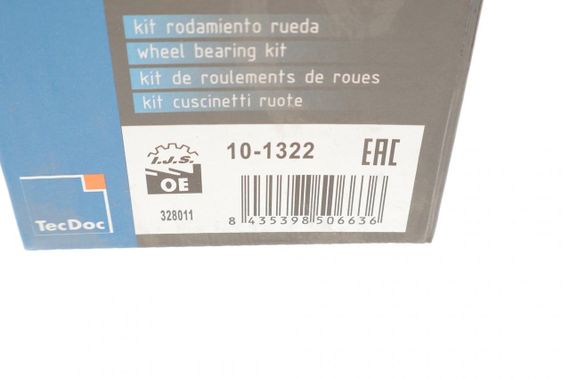 kit rodamiento rueda
wheel bearing kit
kit de roulements de roues
kit cuscinetti ruote
I.J.S.
OE
10-1322
EAC
328011
8 435398 506636
TecDoc